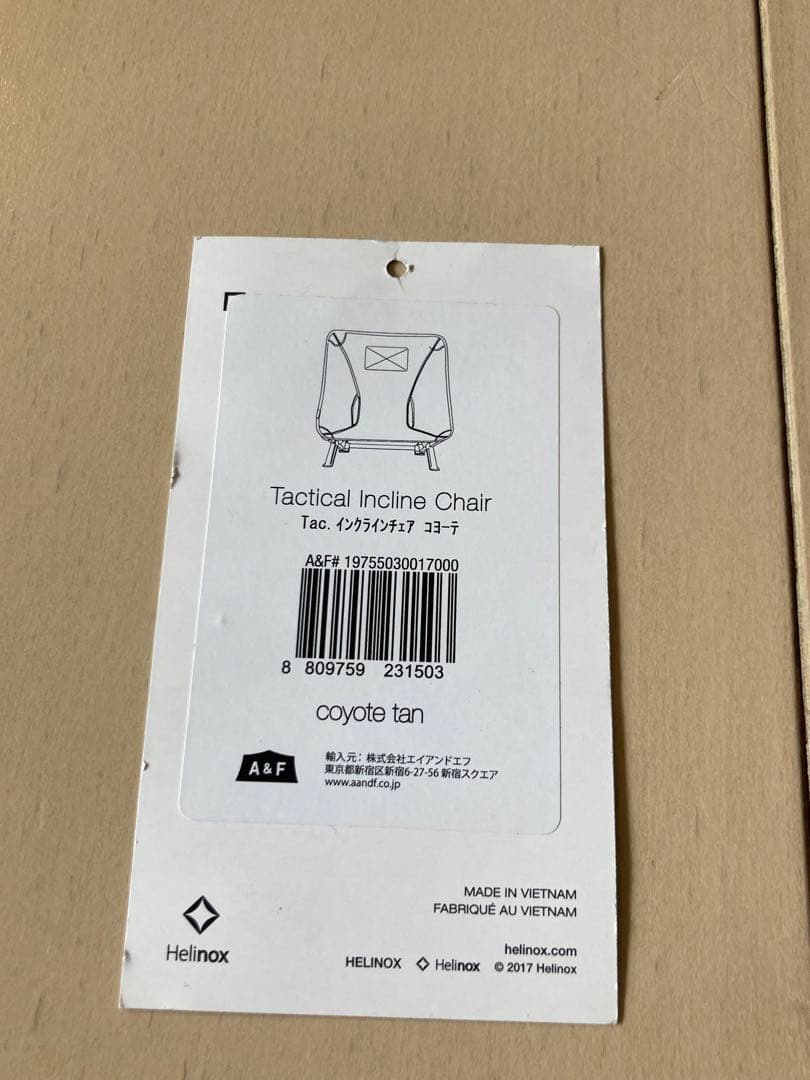 Tactical Incline Chair
Tac. インクラインチェア コヨーテ
A&F# 19755030017000
8 809759 231503
coyote tan
A & F
輸入元: 株式会社エイアンドエフ
東京都新宿区新宿6-27-56 新宿スクエア
www.aandf.co.jp
MADE IN VIETNAM
FABRIQUÉ AU VIETNAM
Helinox
helinox.com
HELINOX Helinox © 2017 Helinox